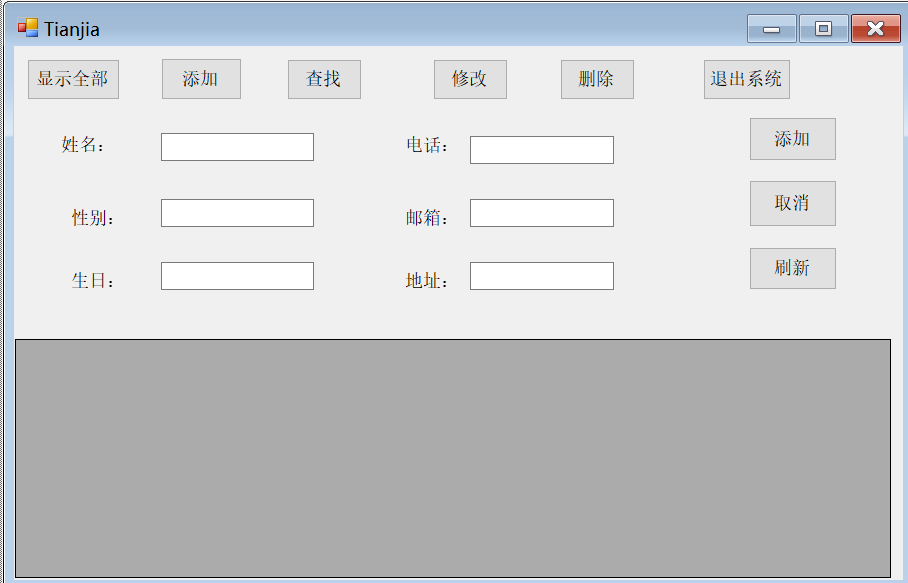 Tianjia
显示全部 添加 查找 修改 删除 退出系统
姓名： 电话： 添加
性别： 邮箱： 取消
生日： 地址： 刷新